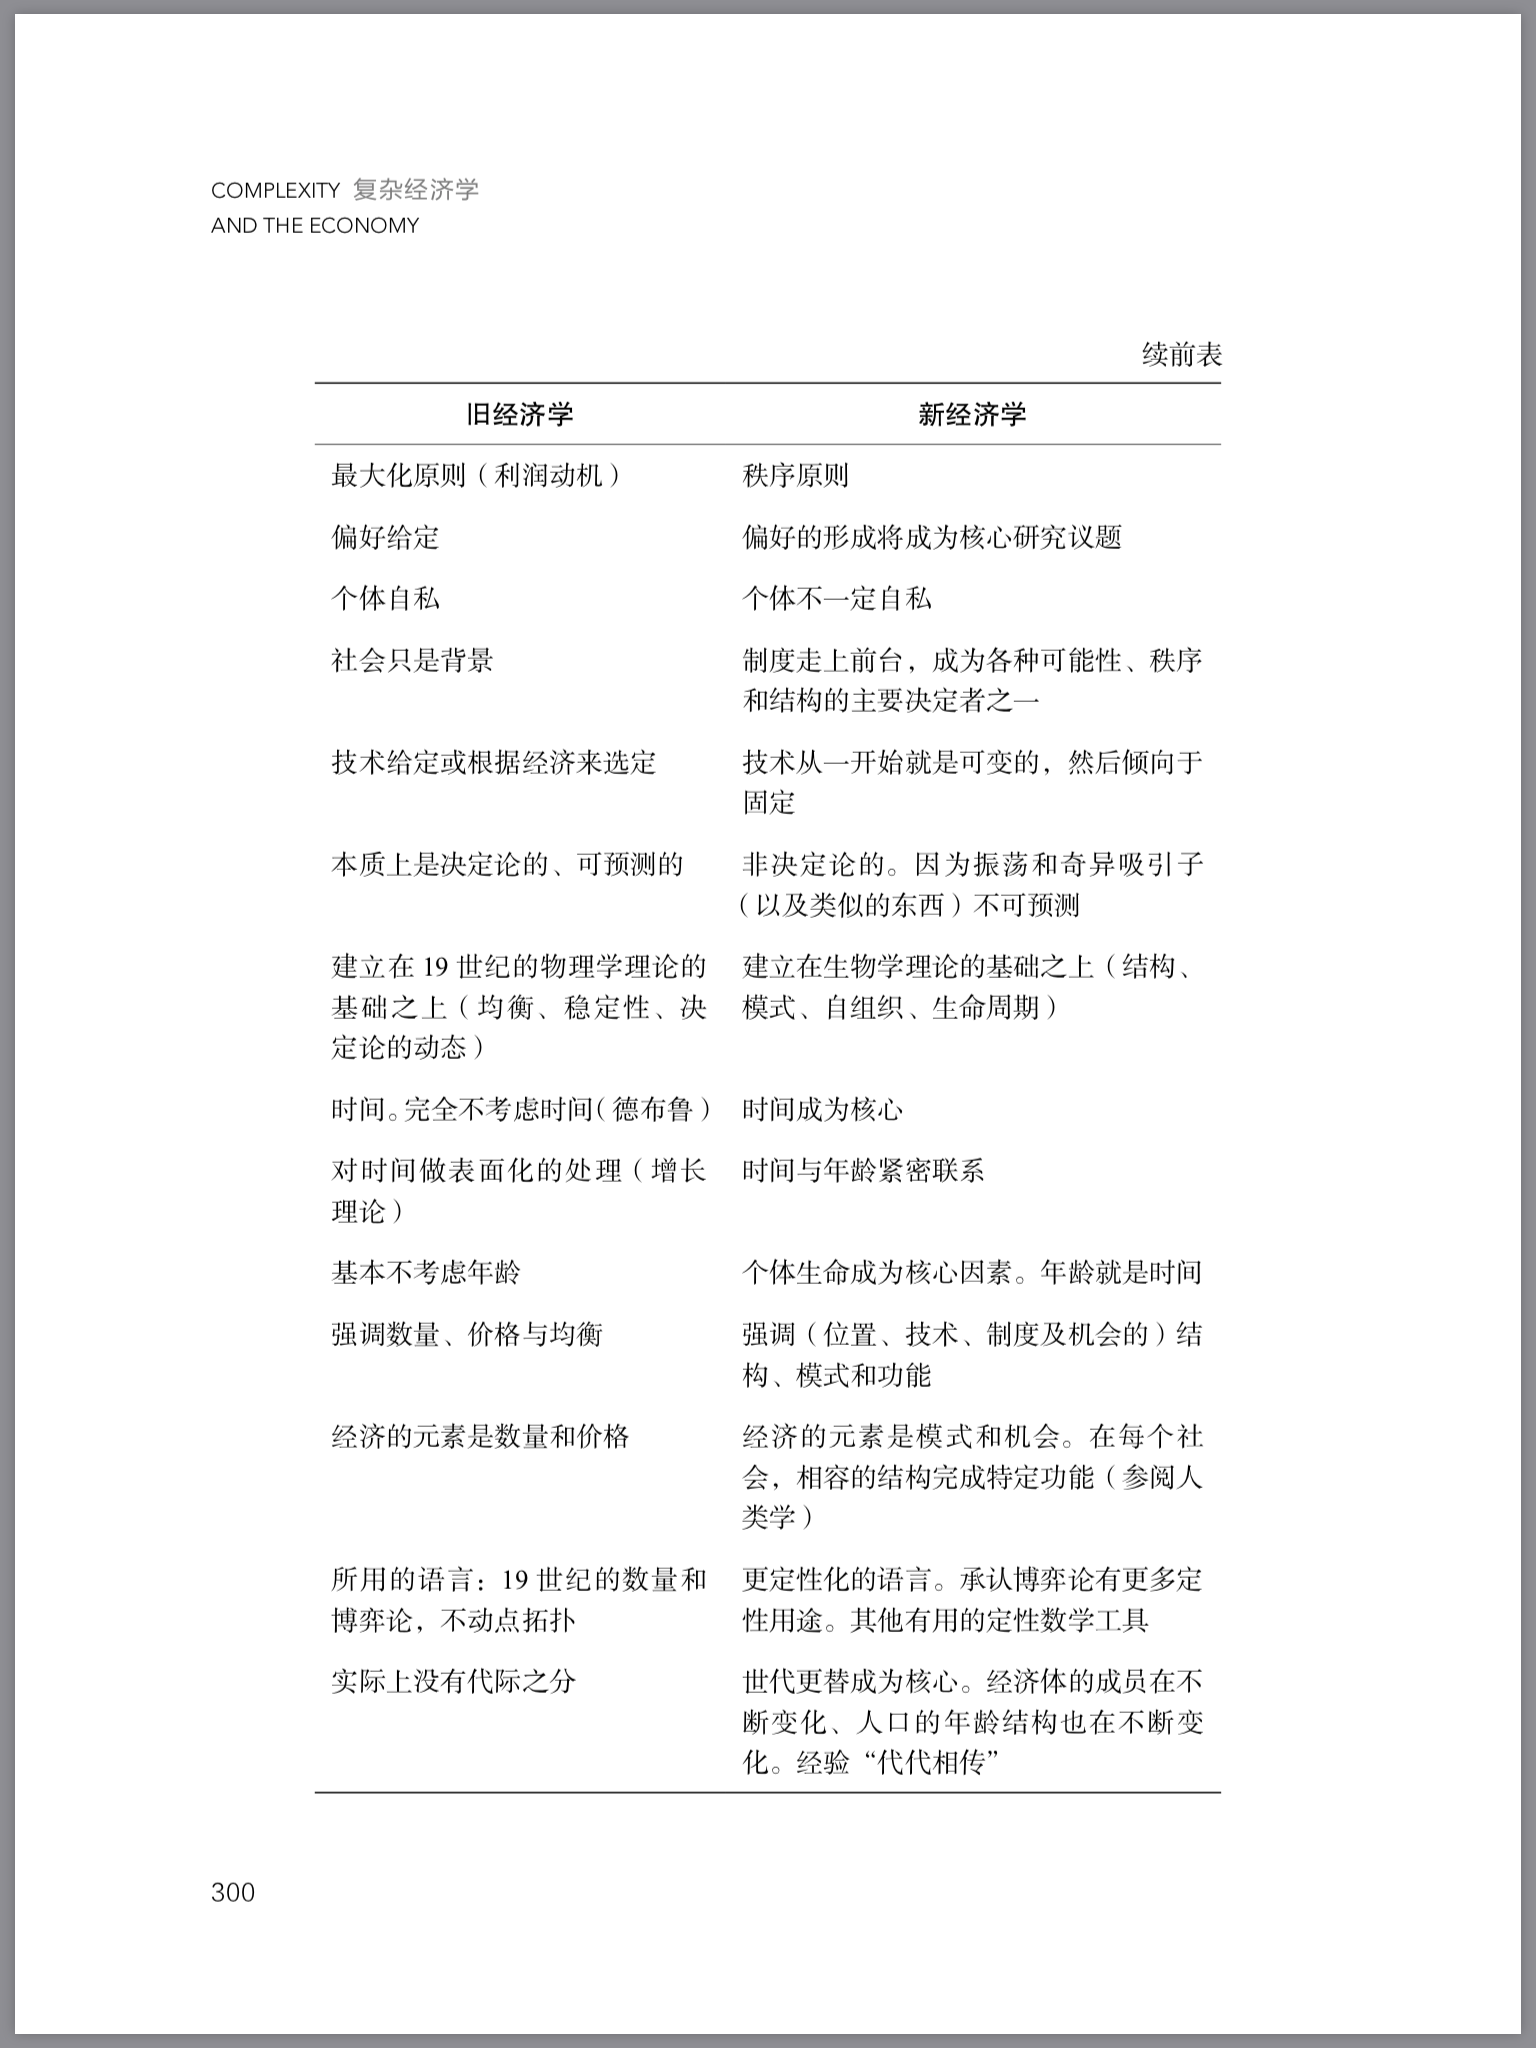 COMPLEXITY 复杂经济学
AND THE ECONOMY
续前表
旧经济学 新经济学
最大化原则（利润动机） 秩序原则
偏好给定 偏好的形成将成为核心研究议题
个体自私 个体不一定自私
社会只是背景 制度走上前台，成为各种可能性、秩序
和结构的主要决定者之一
技术给定或根据经济来选定 技术从一开始就是可变的，然后倾向于
固定
本质上是决定论的、可预测的 非决定论的。因为振荡和奇异吸引子
（以及类似的东西）不可预测
建立在 19 世纪的物理学理论的 建立在生物学理论的基础之上（结构、
基础之上（均衡、稳定性、决 模式、自组织、生命周期）
定论的动态）
时间。完全不考虑时间（德布鲁） 时间成为核心
对时间做表面化的处理（增长 时间与年龄紧密联系
理论）
基本不考虑年龄 个体生命成为核心因素。年龄就是时间
强调数量、价格与均衡 强调（位置、技术、制度及机会的）结
构、模式和功能
经济的元素是数量和价格 经济的元素是模式和机会。在每个社
会，相容的结构完成特定功能（参阅人
类学）
所用的语言：19 世纪的数量和 更定性化的语言。承认博弈论有更多定
博弈论，不动点拓扑 性用途。其他有用的定性数学工具
实际上没有代际之分 世代更替成为核心。经济体的成员在不
断变化、人口的年龄结构也在不断变
化。经验“代代相传”
300